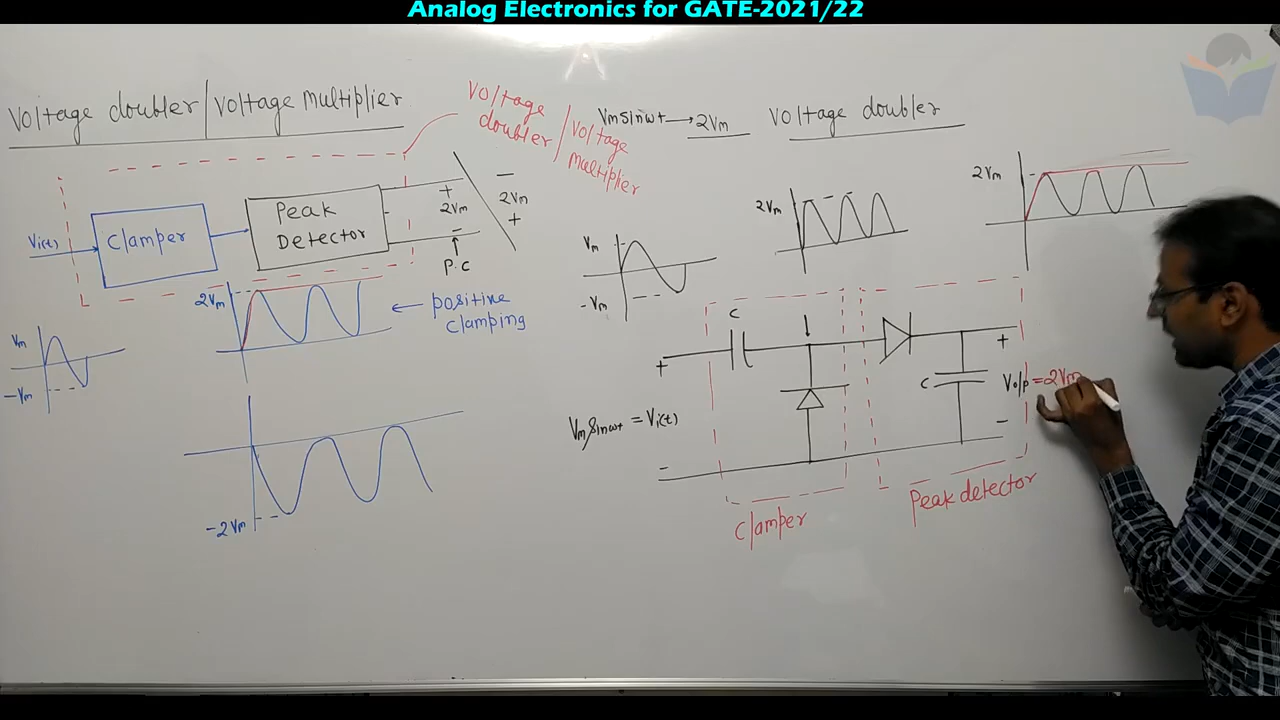 Analog Electronics for GATE-2021/22
Voltage doubler/Voltage Multiplier
Voltage
doubler/Voltage
Multiplier
Vmsinωt→2Vm
Voltage doubler
Vi(t)
Clamper
Peak
Detector
+
2Vm
-
P.C
-
2Vm
+
2Vm
← positive
clamping
Vm
-Vm
-2Vm
Vm
-Vm
2Vm
2Vm
C
+
-
Vmsinωt = Vi(t)
C
+
Vo/p = 2Vm
-
Clamper
Peak detector